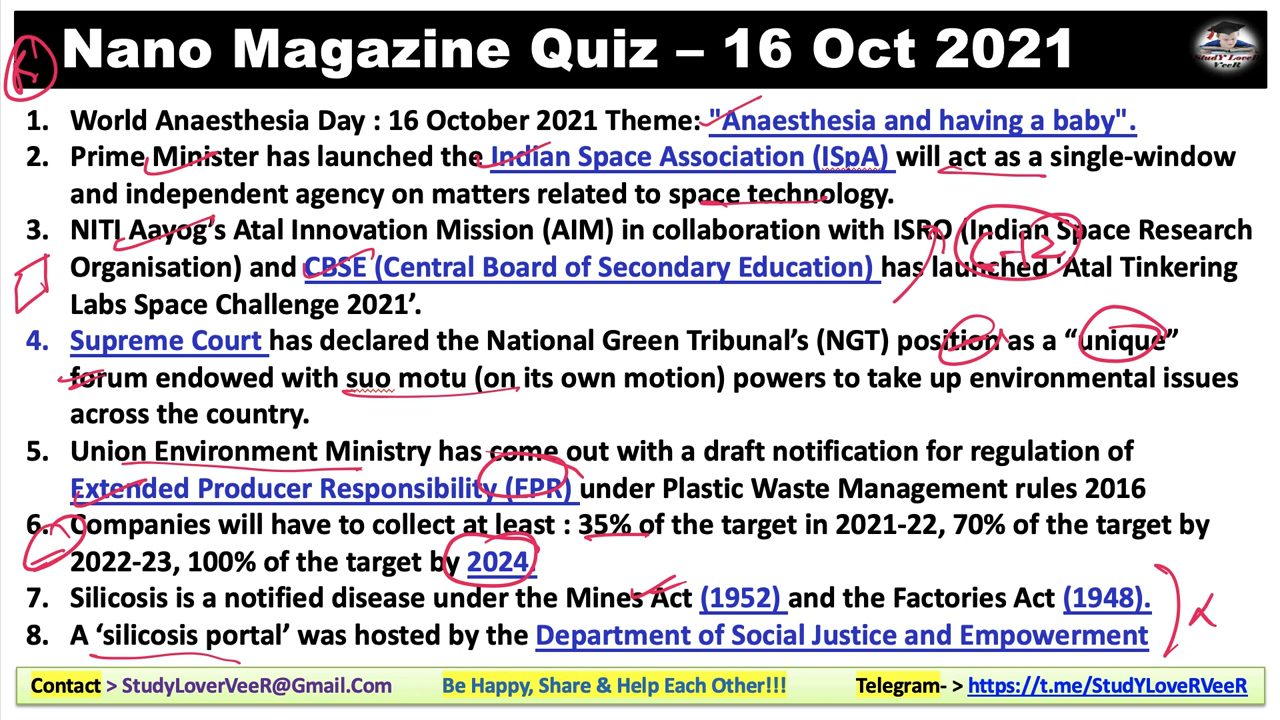 Nano Magazine Quiz – 16 Oct 2021
StudY LoveR
VeeR
1. World Anaesthesia Day : 16 October 2021 Theme: "Anaesthesia and having a baby".
2. Prime Minister has launched the Indian Space Association (ISpA) will act as a single-window
and independent agency on matters related to space technology.
3. NITI Aayog's Atal Innovation Mission (AIM) in collaboration with ISRO (Indian Space Research
Organisation) and CBSE (Central Board of Secondary Education) has launched 'Atal Tinkering
Labs Space Challenge 2021'.
4. Supreme Court has declared the National Green Tribunal's (NGT) position as a "unique"
forum endowed with suo motu (on its own motion) powers to take up environmental issues
across the country.
5. Union Environment Ministry has come out with a draft notification for regulation of
Extended Producer Responsibility (EPR) under Plastic Waste Management rules 2016
6. Companies will have to collect at least : 35% of the target in 2021-22, 70% of the target by
2022-23, 100% of the target by 2024.
7. Silicosis is a notified disease under the Mines Act (1952) and the Factories Act (1948).
8. A 'silicosis portal' was hosted by the Department of Social Justice and Empowerment
Contact > StudyLoverVeeR@Gmail.Com Be Happy, Share & Help Each Other!!! Telegram- > https://t.me/StudYLoveRVeeR